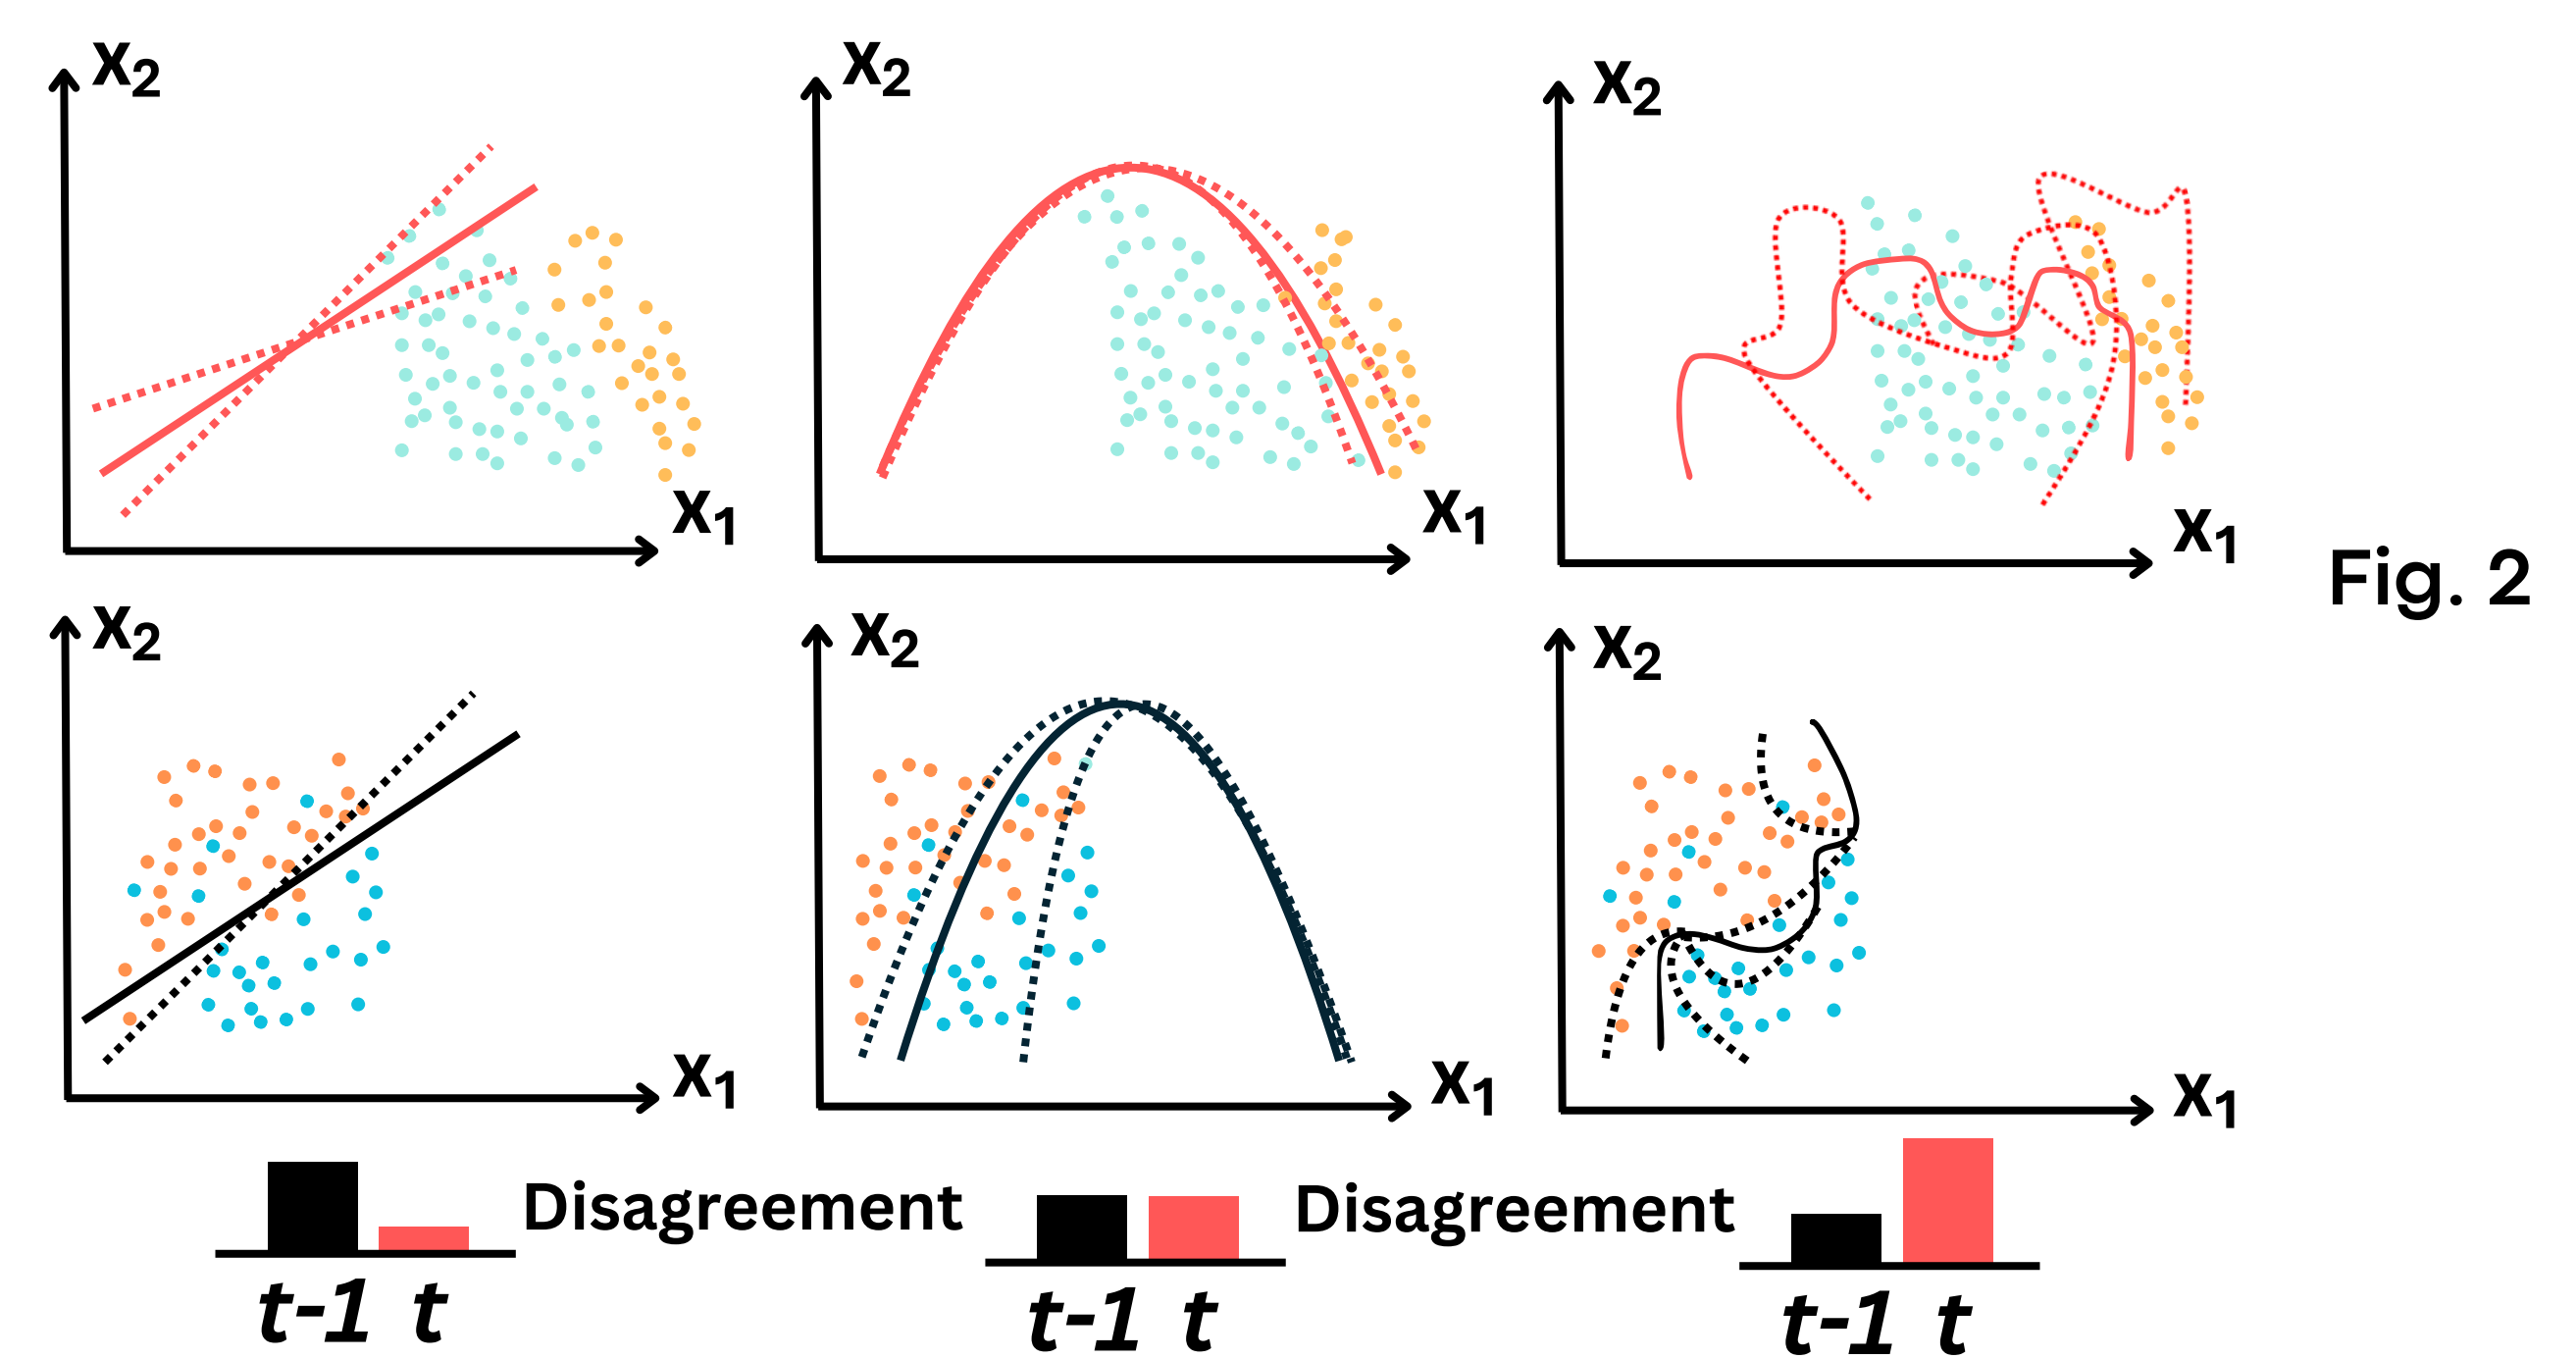 X₂
X₂
X₂
X₁
X₁
X₁
Fig. 2
X₂
X₂
X₂
X₁
X₁
X₁
Disagreement
Disagreement
t-1 t
t-1 t
t-1 t